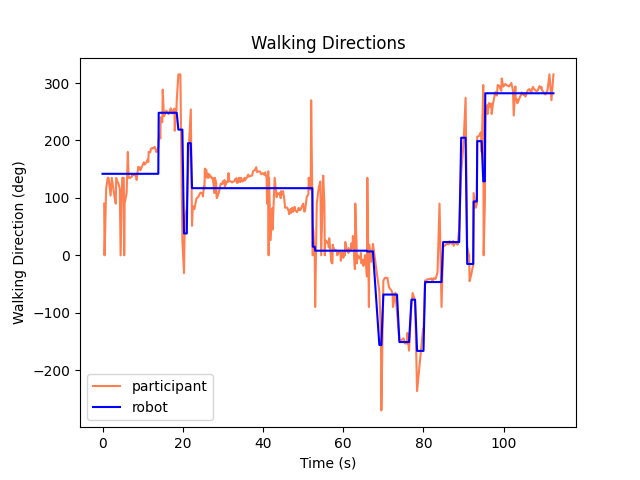 Walking Directions
Walking Direction (deg)
300
200
100
0
−100
−200
participant
robot
0
20
40
60
80
100
Time (s)